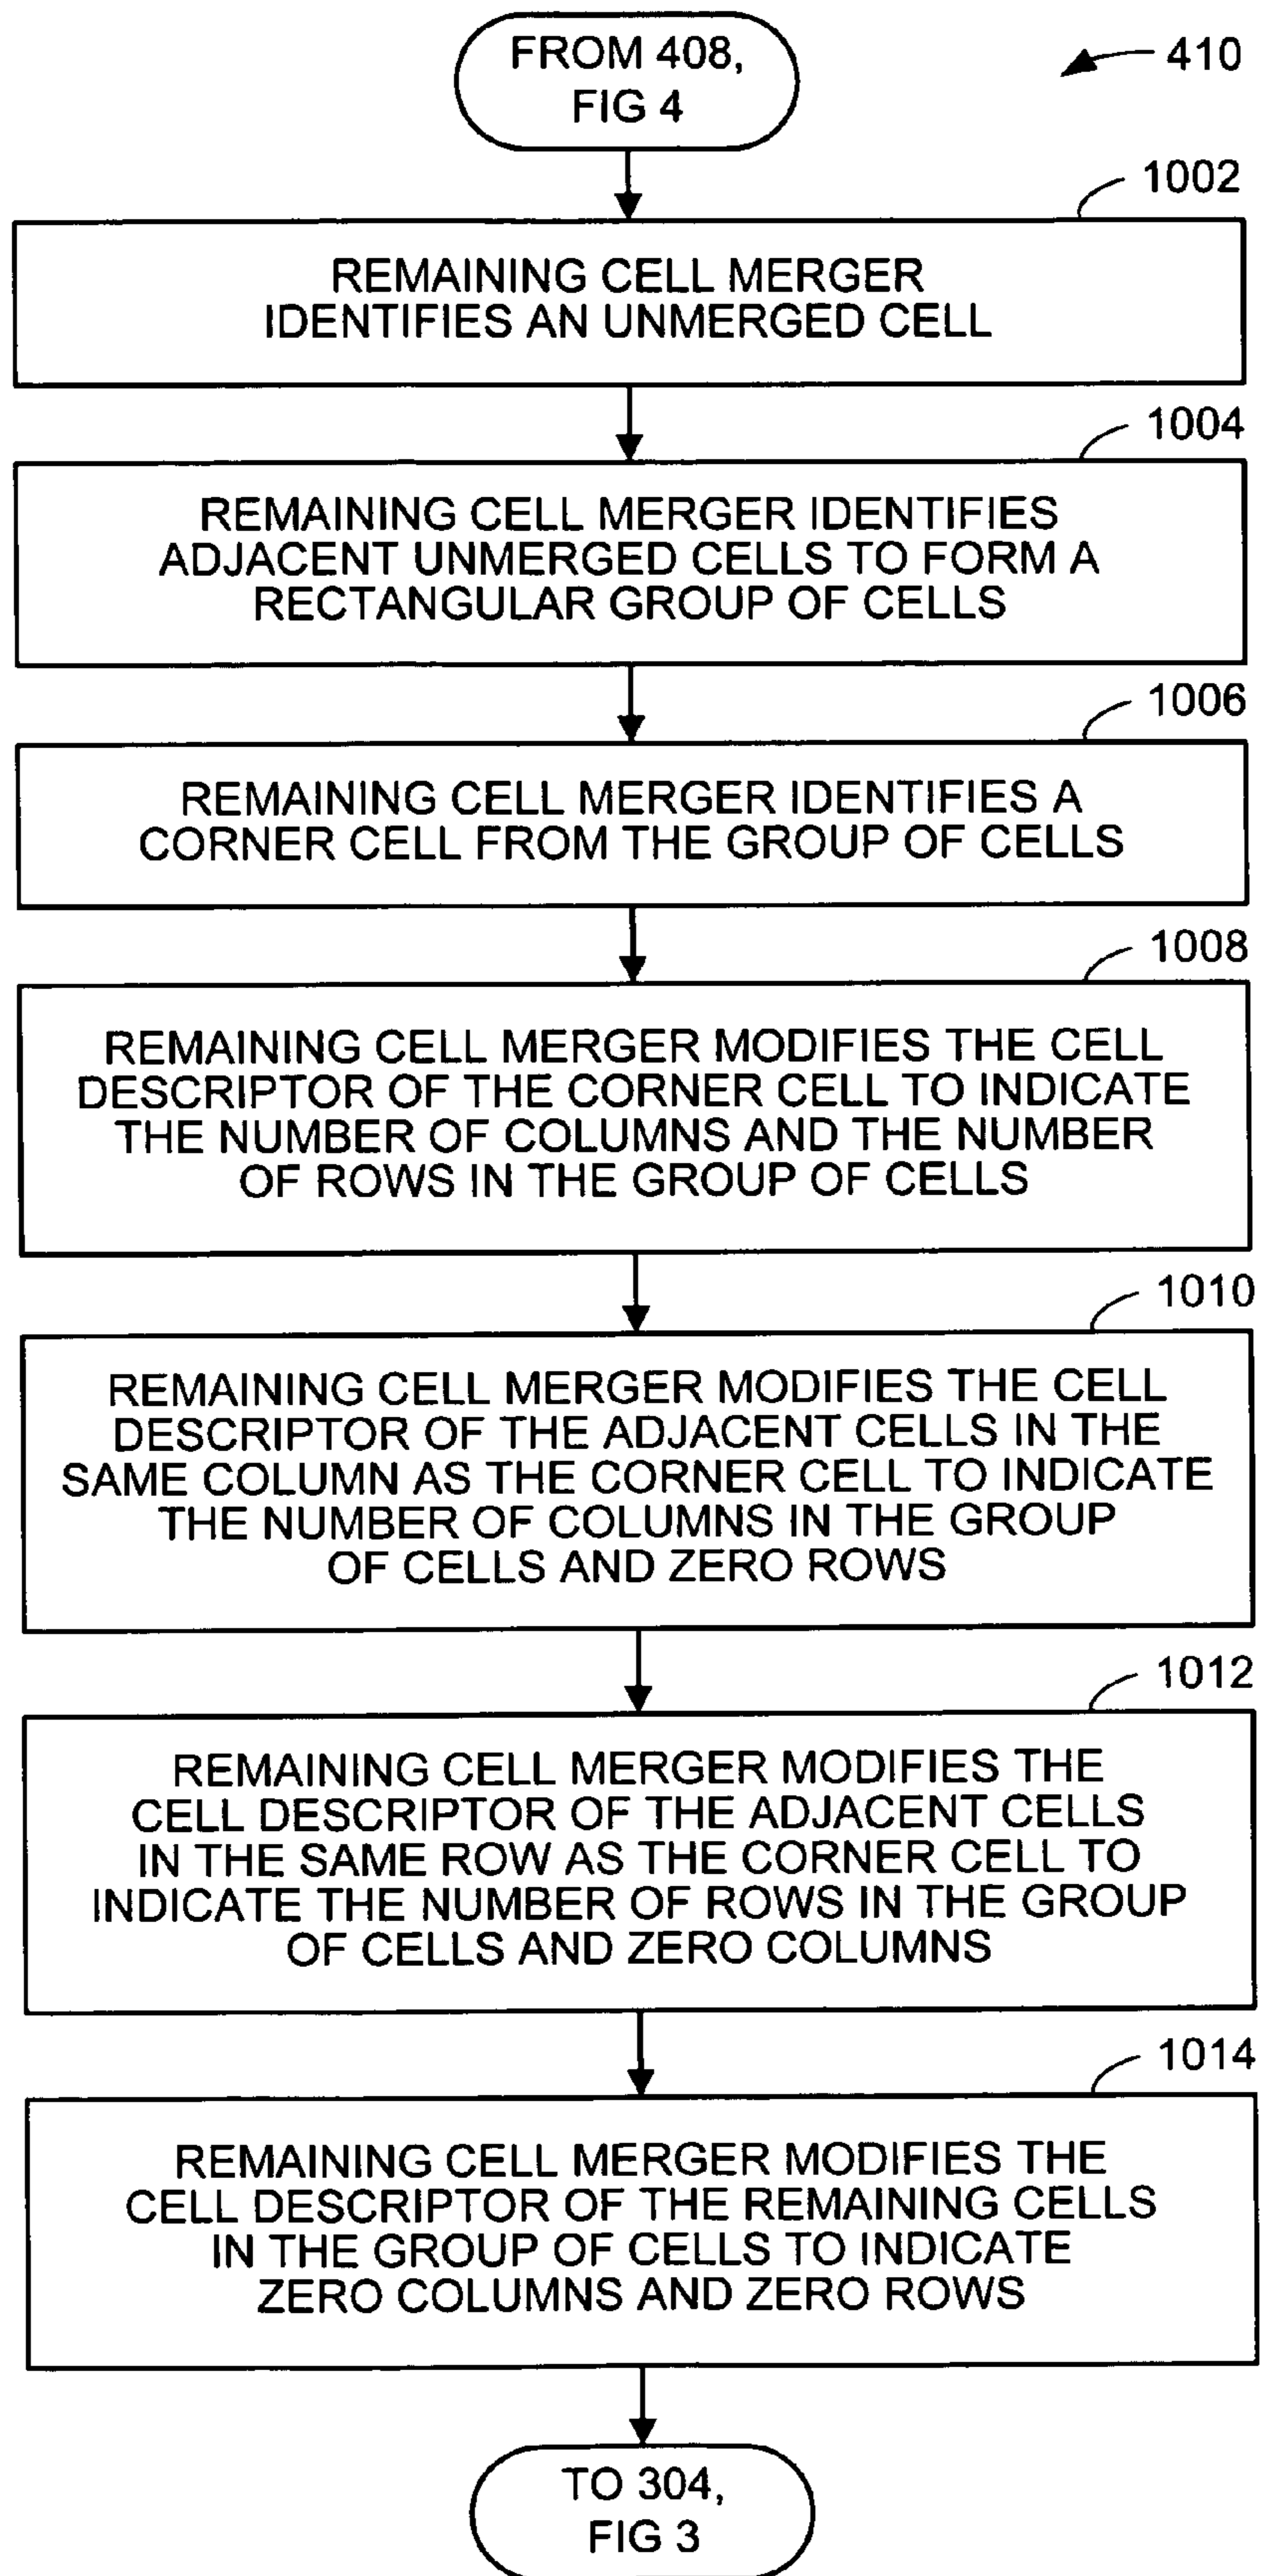 FROM 408,
FIG 4
410
1002
REMAINING CELL MERGER
IDENTIFIES AN UNMERGED CELL
1004
REMAINING CELL MERGER IDENTIFIES
ADJACENT UNMERGED CELLS TO FORM A
RECTANGULAR GROUP OF CELLS
1006
REMAINING CELL MERGER IDENTIFIES A
CORNER CELL FROM THE GROUP OF CELLS
1008
REMAINING CELL MERGER MODIFIES THE CELL
DESCRIPTOR OF THE CORNER CELL TO INDICATE
THE NUMBER OF COLUMNS AND THE NUMBER
OF ROWS IN THE GROUP OF CELLS
1010
REMAINING CELL MERGER MODIFIES THE CELL
DESCRIPTOR OF THE ADJACENT CELLS IN THE
SAME COLUMN AS THE CORNER CELL TO INDICATE
THE NUMBER OF COLUMNS IN THE GROUP
OF CELLS AND ZERO ROWS
1012
REMAINING CELL MERGER MODIFIES THE
CELL DESCRIPTOR OF THE ADJACENT CELLS
IN THE SAME ROW AS THE CORNER CELL TO
INDICATE THE NUMBER OF ROWS IN THE GROUP
OF CELLS AND ZERO COLUMNS
1014
REMAINING CELL MERGER MODIFIES THE
CELL DESCRIPTOR OF THE REMAINING CELLS
IN THE GROUP OF CELLS TO INDICATE
ZERO COLUMNS AND ZERO ROWS
TO 304,
FIG 3